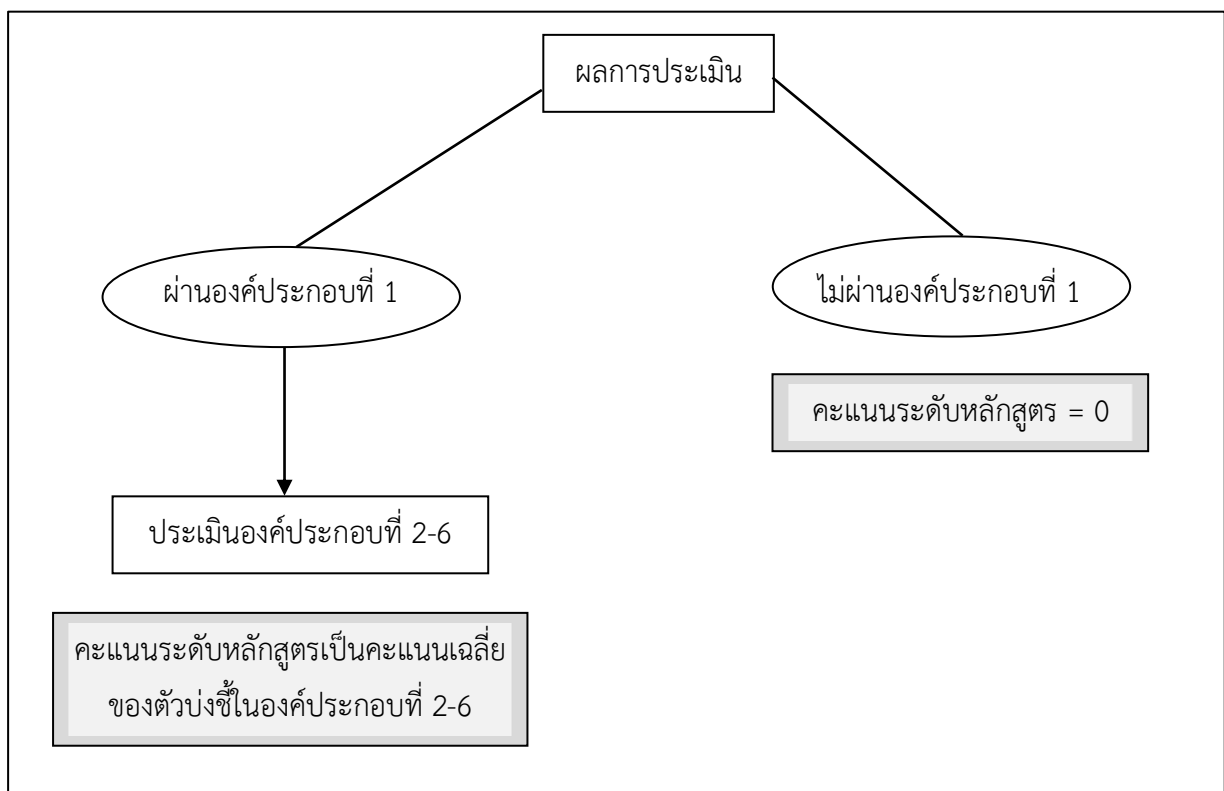 ผลการประเมิน
ผ่านองค์ประกอบที่ 1
ไม่ผ่านองค์ประกอบที่ 1
คะแนนระดับหลักสูตร = 0
ประเมินองค์ประกอบที่ 2-6
คะแนนระดับหลักสูตรเป็นคะแนนเฉลี่ย
ของตัวบ่งชี้ในองค์ประกอบที่ 2-6